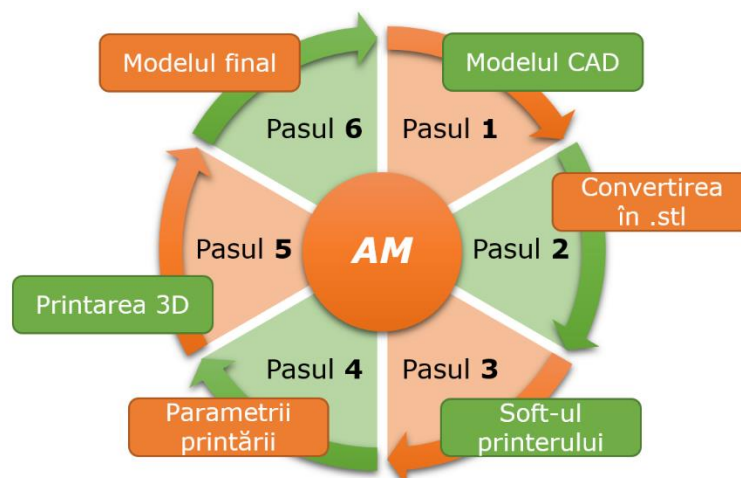 Modelul CAD
Pasul 1
Convertirea
în .stl
Pasul 2
Soft-ul
printerului
Pasul 3
Parametrii
printării
Pasul 4
Printarea 3D
Pasul 5
Modelul final
Pasul 6
AM